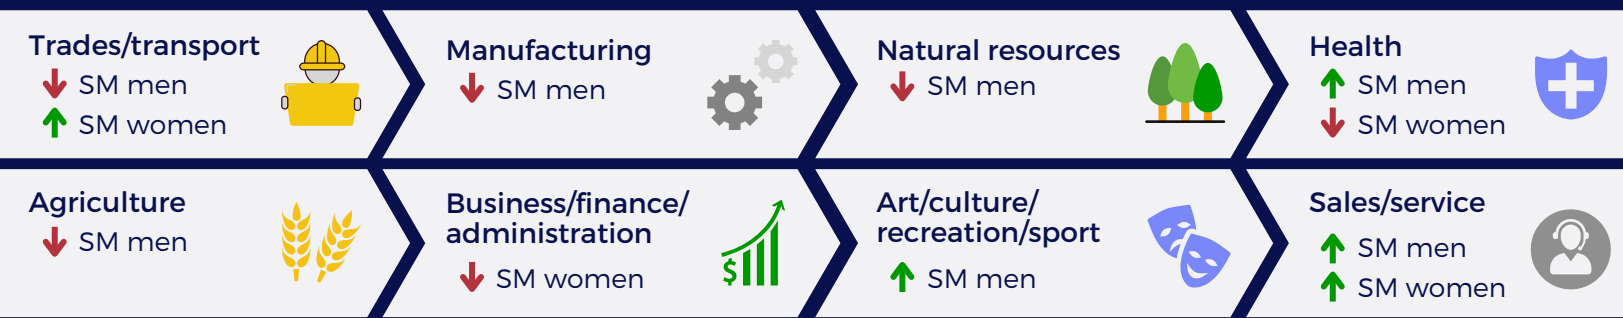 Trades/transport
↓ SM men
↑ SM women
Manufacturing
↓ SM men
Natural resources
↓ SM men
Health
↑ SM men
↓ SM women
Agriculture
↓ SM men
Business/finance/
administration
↓ SM women
$
Art/culture/
recreation/sport
↑ SM men
Sales/service
↑ SM men
↑ SM women